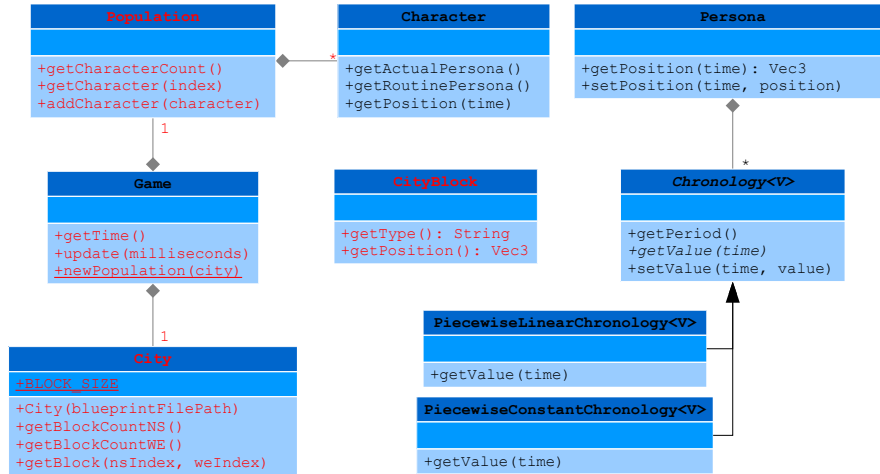 Population
+getCharacterCount()
+getCharacter(index)
+addCharacter(character)
*
1
Character
+getActualPersona()
+getRoutinePersona()
+getPosition(time)
Persona
+getPosition(time): Vec3
+setPosition(time, position)
*
Game
+getTime()
+update(milliseconds)
+newPopulation(city)
1
CityBlock
+getType(): String
+getPosition(): Vec3
Chronology<V>
+getPeriod()
+getValue(time)
+setValue(time, value)
City
+BLOCK_SIZE
+City(blueprintFilePath)
+getBlockCountNS()
+getBlockCountWE()
+getBlock(nsIndex, weIndex)
PiecewiseLinearChronology<V>
+getValue(time)
PiecewiseConstantChronology<V>
+getValue(time)